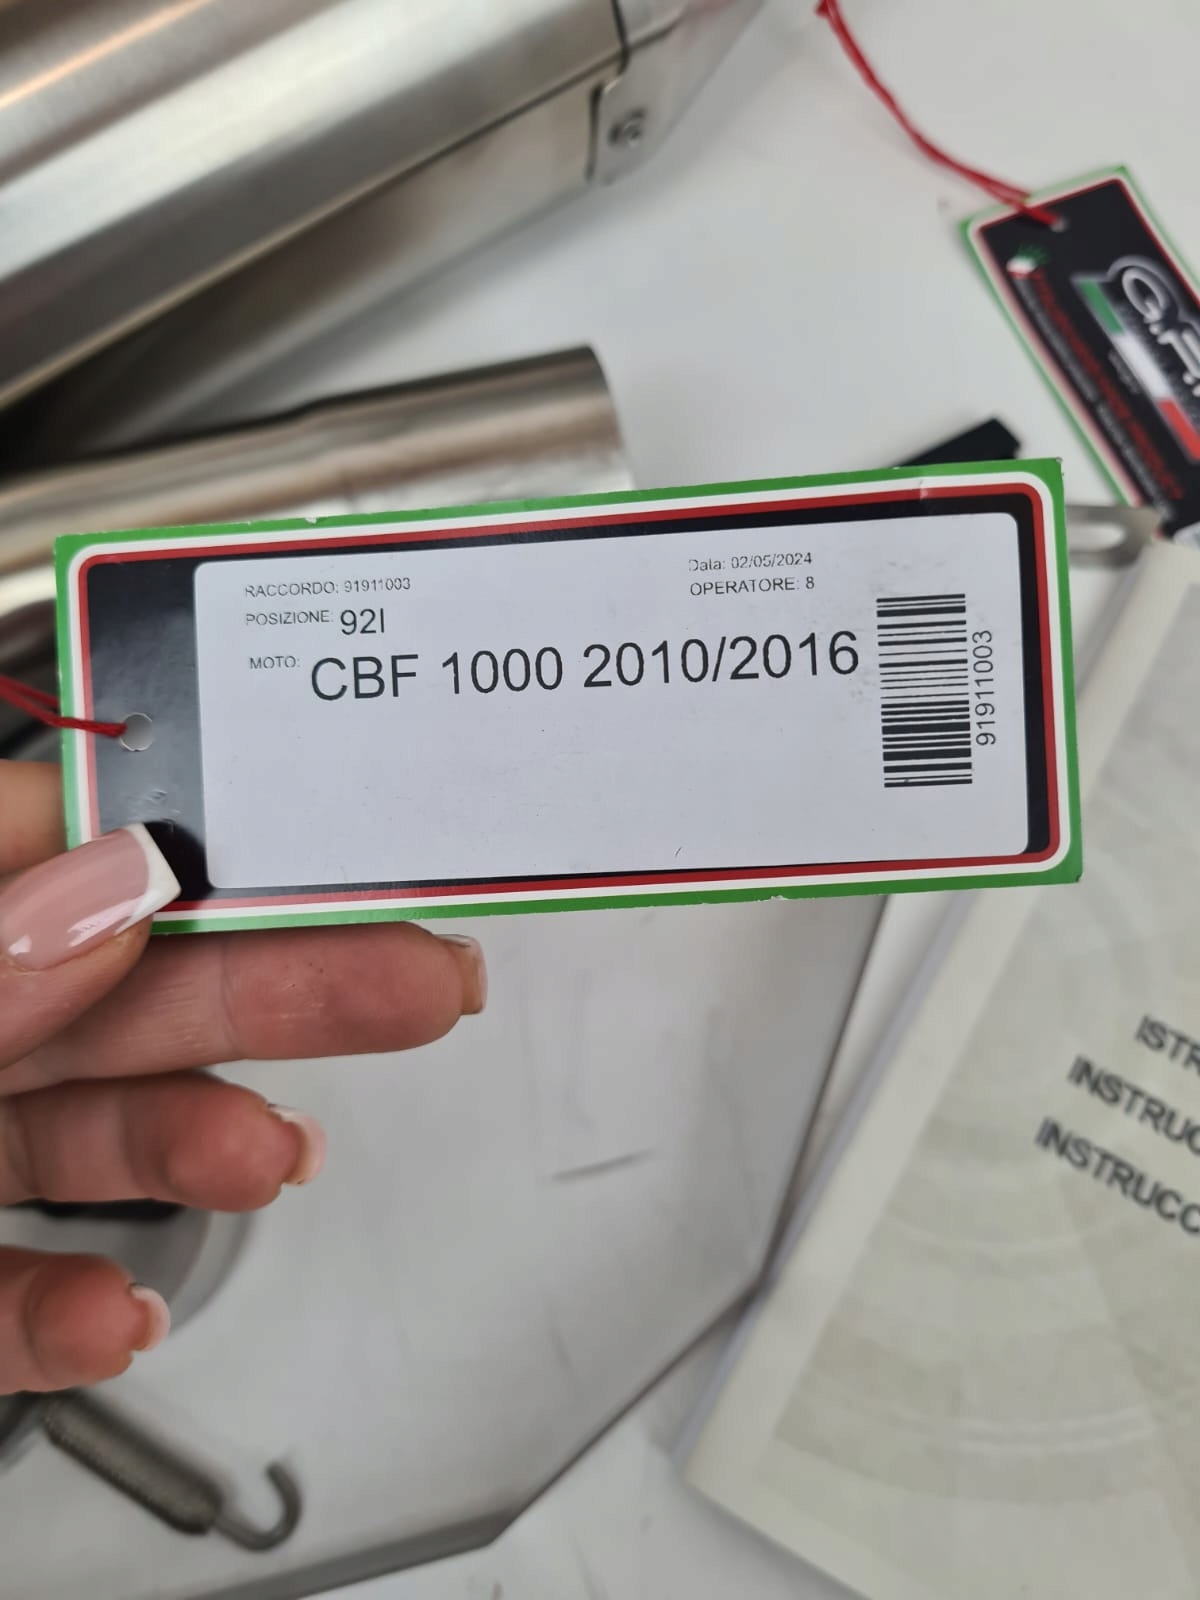 RACCORDO: 91911003
Data: 02/05/2024
POSIZIONE: 92I
OPERATORE: 8
MOTO: CBF 1000 2010/2016
91911003
G.P.
ISTR
INSTRUC
INSTRUCC